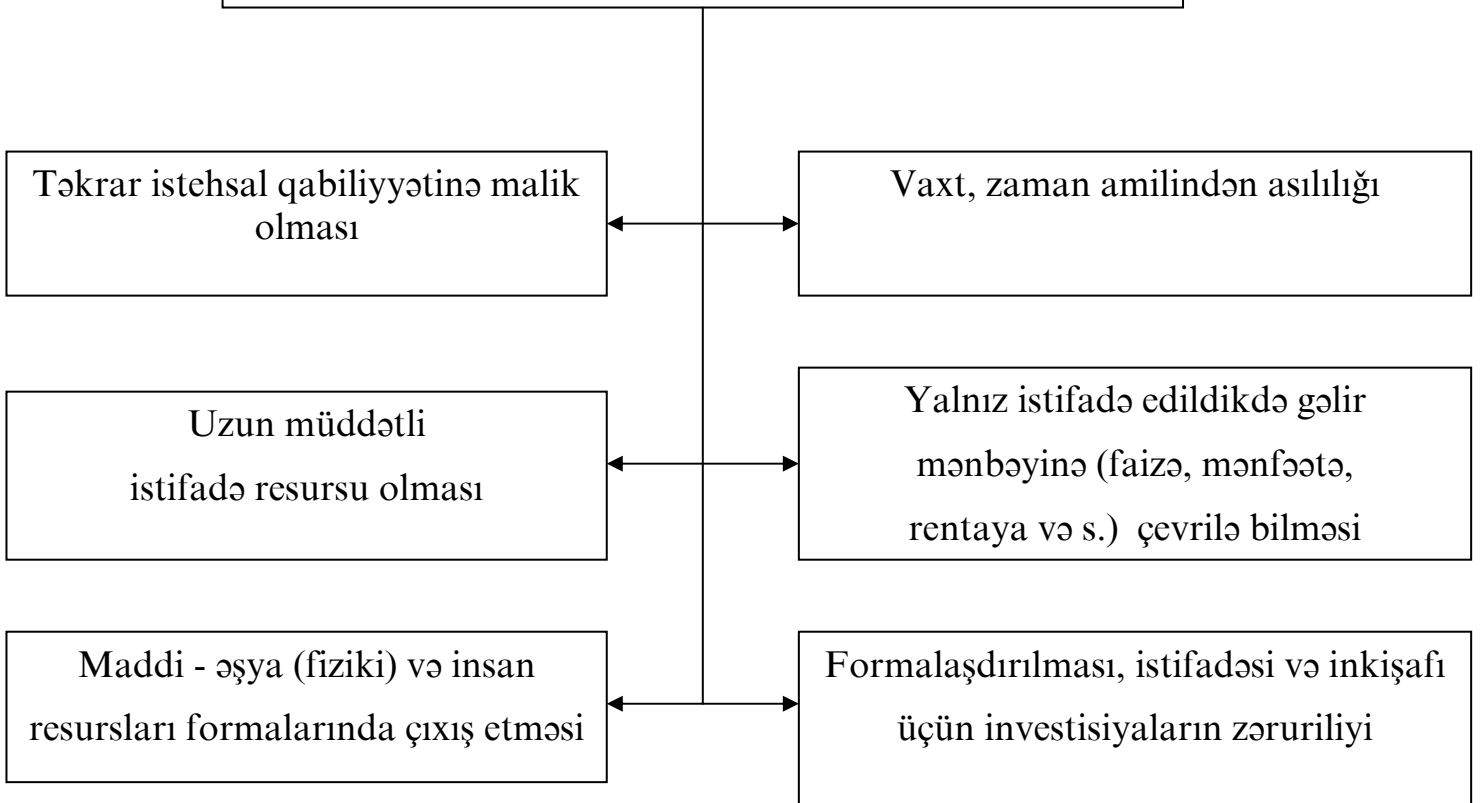 Təkrar istehsal qabiliyyətinə malik
olması
Vaxt, zaman amilindən asılılığı
Uzun müddətli
istifadə resursu olması
Yalnız istifadə edildikdə gəlir
mənbəyinə (faizə, mənfəətə,
rentaya və s.) çevrilə bilməsi
Maddi - əşya (fiziki) və insan
resursları formalarında çıxış etməsi
Formalaşdırılması, istifadəsi və inkişafı
üçün investisiyaların zəruriliyi